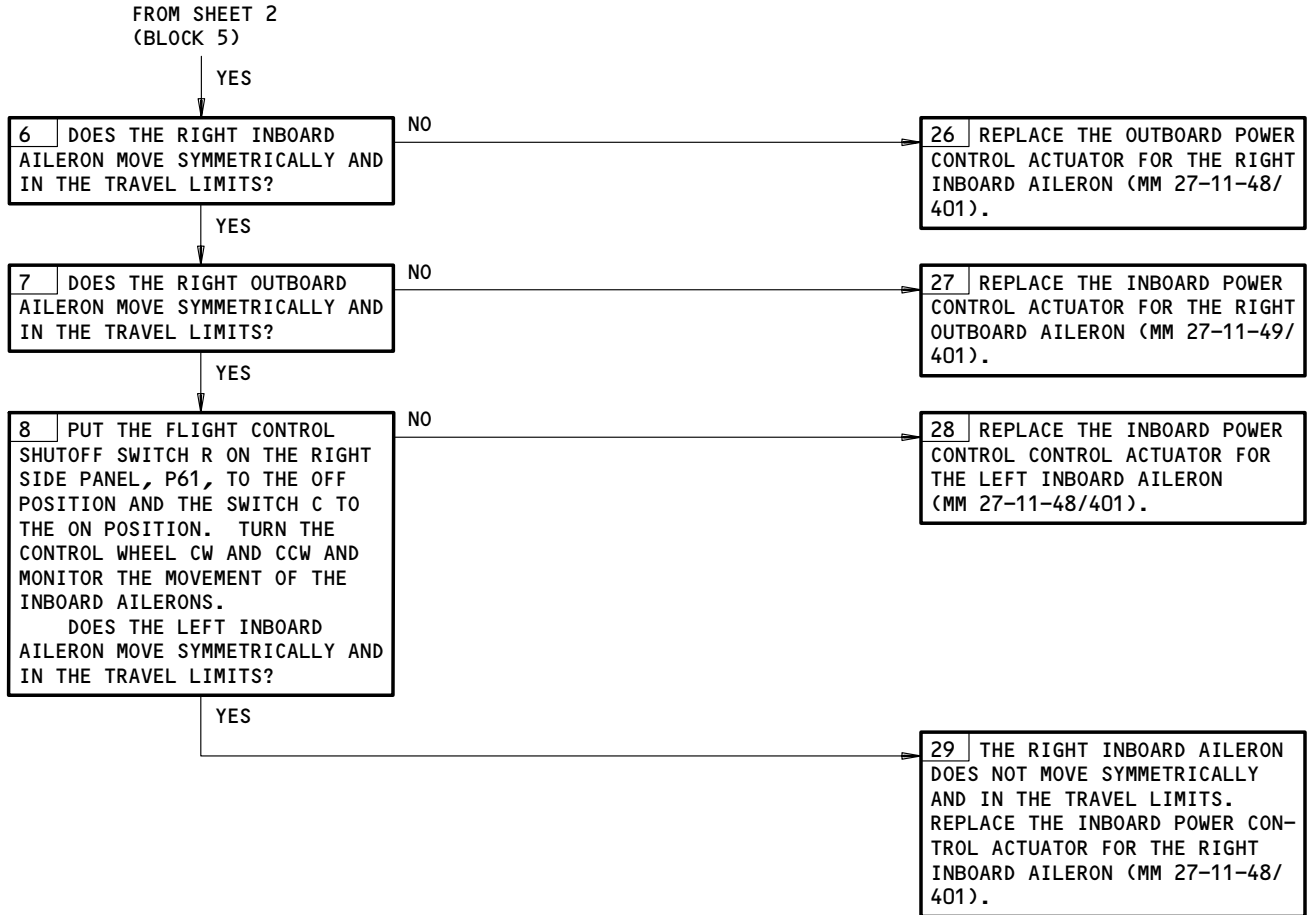 FROM SHEET 2
(BLOCK 5)
YES
6 DOES THE RIGHT INBOARD
AILERON MOVE SYMMETRICALLY AND
IN THE TRAVEL LIMITS?
NO
26 REPLACE THE OUTBOARD POWER
CONTROL ACTUATOR FOR THE RIGHT
INBOARD AILERON (MM 27-11-48/
401).
YES
7 DOES THE RIGHT OUTBOARD
AILERON MOVE SYMMETRICALLY AND
IN THE TRAVEL LIMITS?
NO
27 REPLACE THE INBOARD POWER
CONTROL ACTUATOR FOR THE RIGHT
OUTBOARD AILERON (MM 27-11-49/
401).
YES
8 PUT THE FLIGHT CONTROL
SHUTOFF SWITCH R ON THE RIGHT
SIDE PANEL, P61, TO THE OFF
POSITION AND THE SWITCH C TO
THE ON POSITION. TURN THE
CONTROL WHEEL CW AND CCW AND
MONITOR THE MOVEMENT OF THE
INBOARD AILERONS.
DOES THE LEFT INBOARD
AILERON MOVE SYMMETRICALLY AND
IN THE TRAVEL LIMITS?
NO
28 REPLACE THE INBOARD POWER
CONTROL CONTROL ACTUATOR FOR
THE LEFT INBOARD AILERON
(MM 27-11-48/401).
YES
29 THE RIGHT INBOARD AILERON
DOES NOT MOVE SYMMETRICALLY
AND IN THE TRAVEL LIMITS.
REPLACE THE INBOARD POWER CON-
TROL ACTUATOR FOR THE RIGHT
INBOARD AILERON (MM 27-11-48/
401).